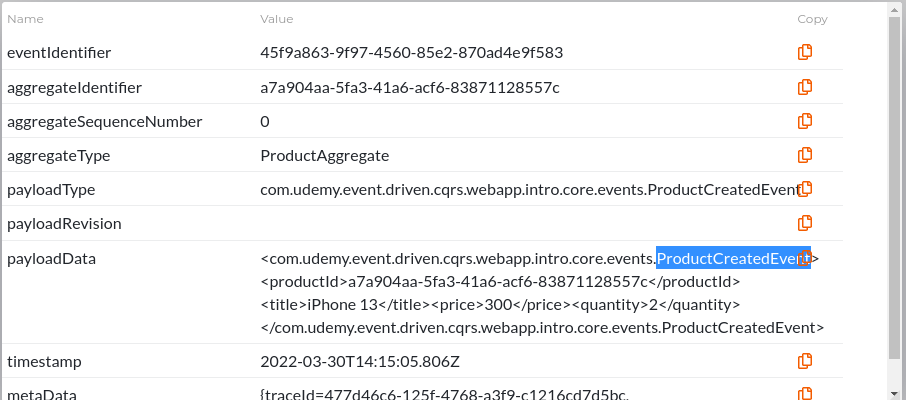 Name Value Copy
eventIdentifier 45f9a863-9f97-4560-85e2-870ad4e9f583
aggregateIdentifier a7a904aa-5fa3-41a6-acf6-83871128557c
aggregateSequenceNumber 0
aggregateType ProductAggregate
payloadType com.udemy.event.driven.cqrs.webapp.intro.core.events.ProductCreatedEvent
payloadRevision
payloadData <com.udemy.event.driven.cqrs.webapp.intro.core.events.ProductCreatedEvent>
<productId>a7a904aa-5fa3-41a6-acf6-83871128557c</productId>
<title>iPhone 13</title><price>300</price><quantity>2</quantity>
</com.udemy.event.driven.cqrs.webapp.intro.core.events.ProductCreatedEvent>
timestamp 2022-03-30T14:15:05.806Z
metaData {traceId=477d46c6-125f-4768-a3f9-c1216cd7d5bc,